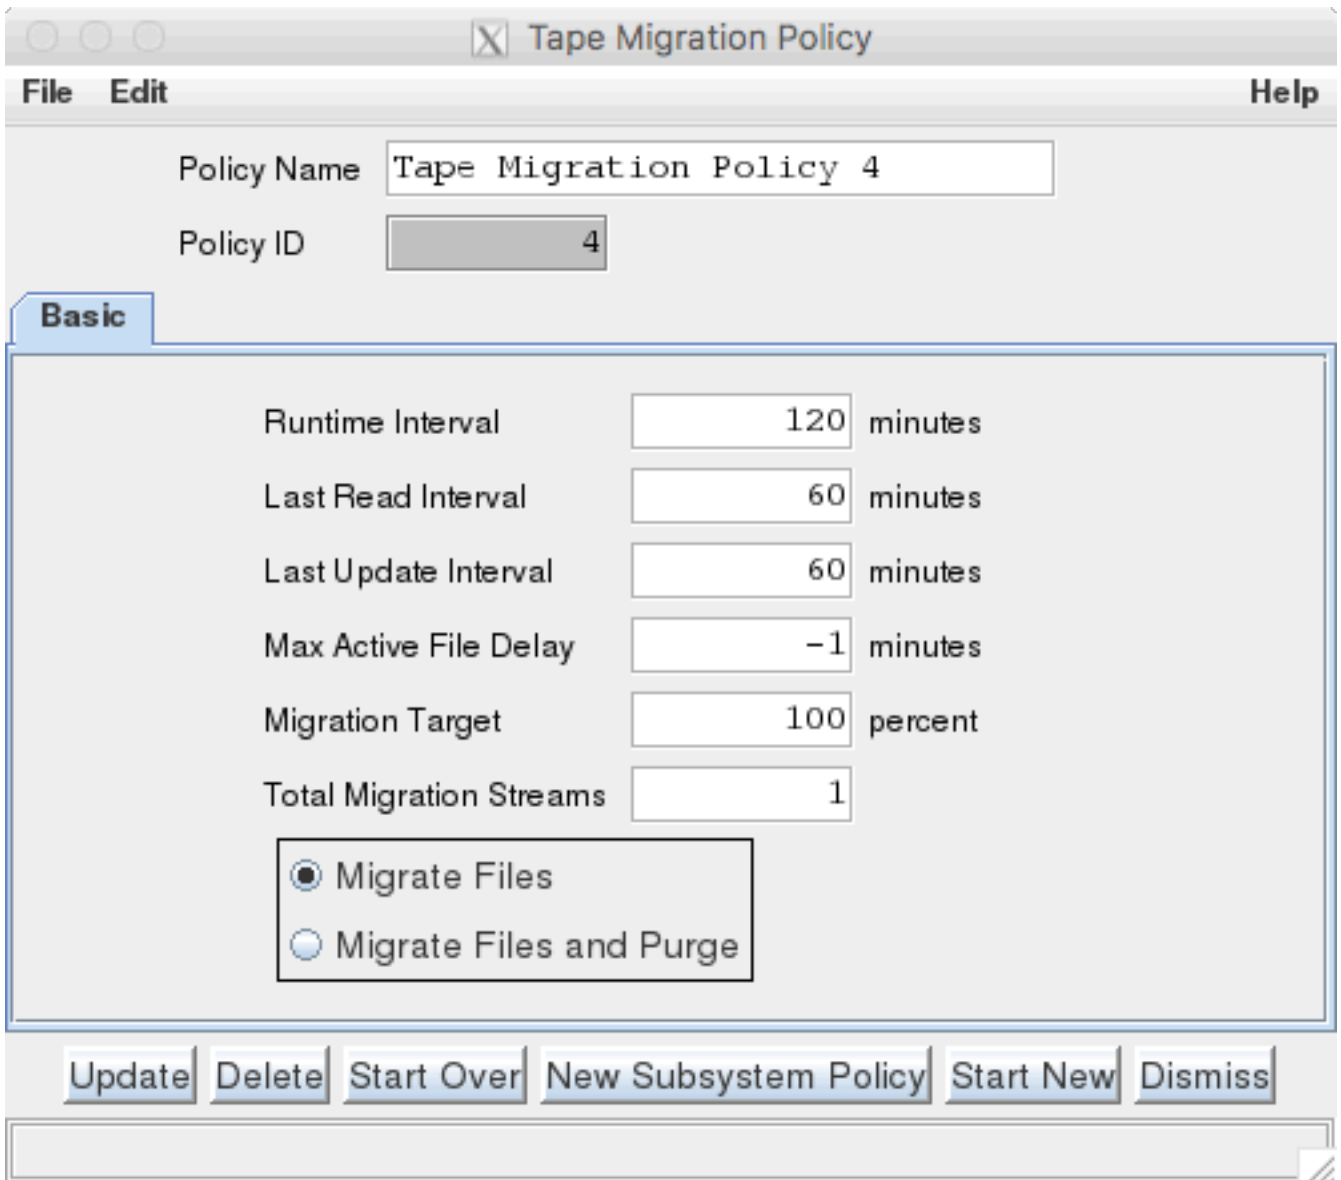 Tape Migration Policy
File Edit Help
Policy Name Tape Migration Policy 4
Policy ID 4
Basic
Runtime Interval 120 minutes
Last Read Interval 60 minutes
Last Update Interval 60 minutes
Max Active File Delay -1 minutes
Migration Target 100 percent
Total Migration Streams 1
Migrate Files
Migrate Files and Purge
Update Delete Start Over New Subsystem Policy Start New Dismiss